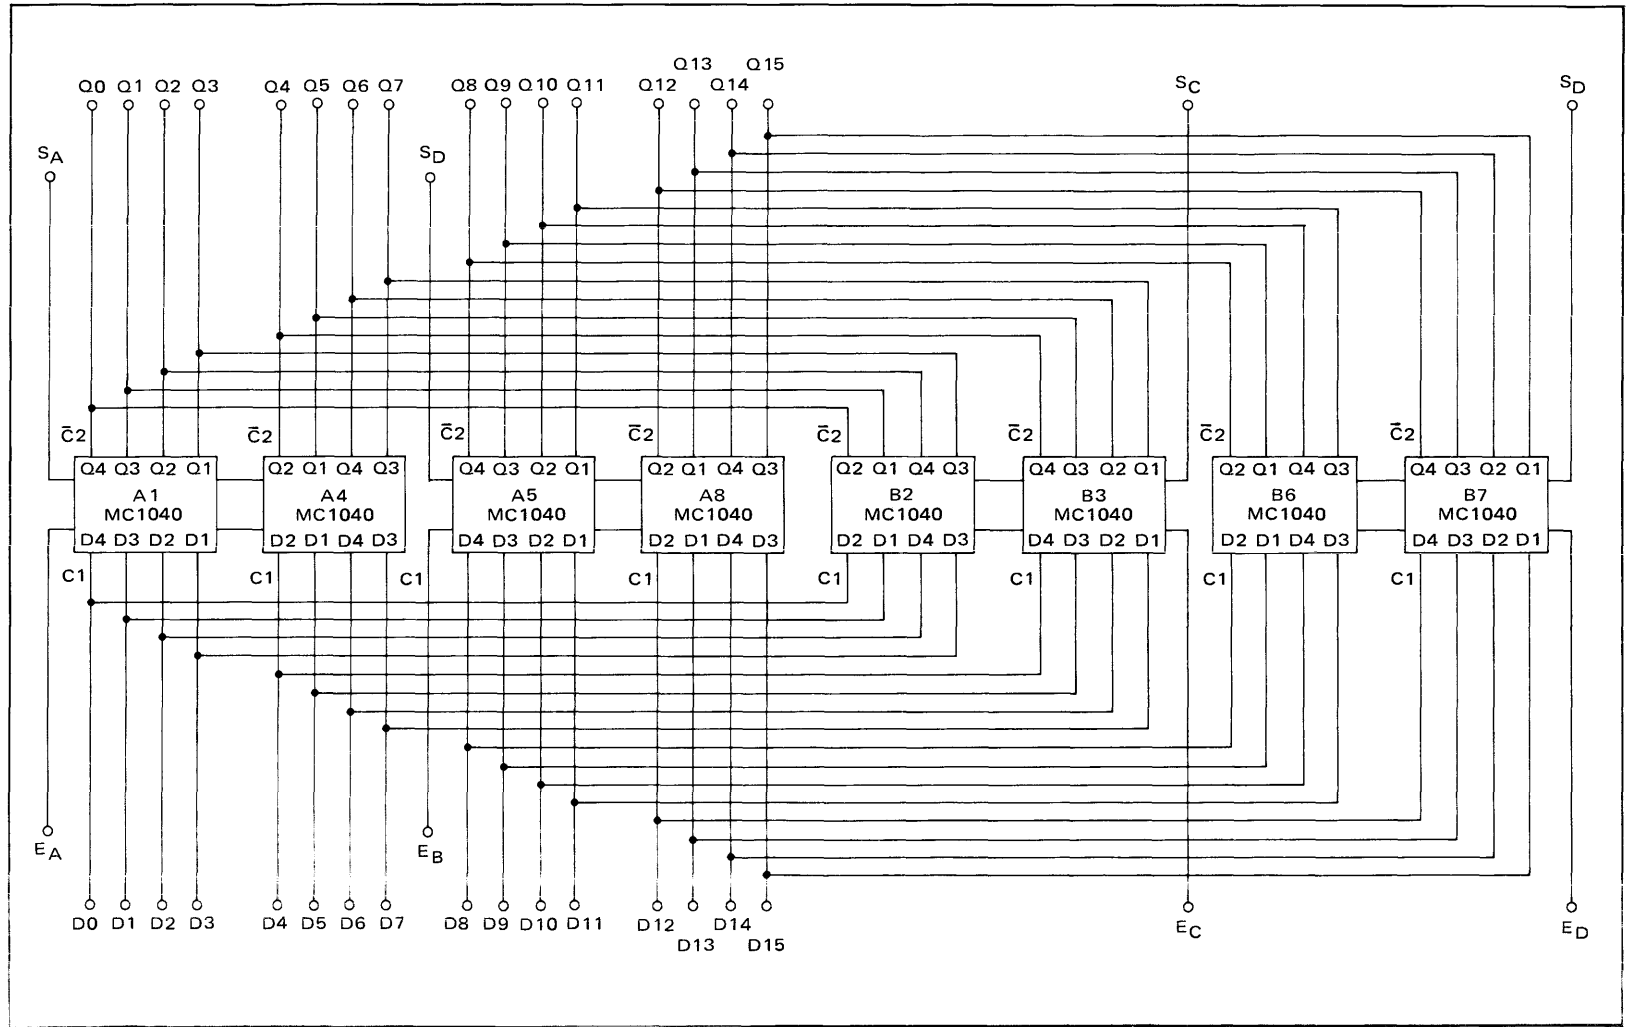 Q13 Q15
Q0 Q1 Q2 Q3 Q4 Q5 Q6 Q7 Q8 Q9 Q10 Q11 Q12 Q14 SC SD
SA SD
C̄2 C̄2 C̄2 C̄2 C̄2 C̄2 C̄2 C̄2
Q4 Q3 Q2 Q1 Q2 Q1 Q4 Q3 Q4 Q3 Q2 Q1 Q2 Q1 Q4 Q3 Q2 Q1 Q4 Q3 Q4 Q3 Q2 Q1 Q2 Q1 Q4 Q3 Q4 Q3 Q2 Q1
A1 A4 A5 A8 B2 B3 B6 B7
MC1040 MC1040 MC1040 MC1040 MC1040 MC1040 MC1040 MC1040
D4 D3 D2 D1 D2 D1 D4 D3 D4 D3 D2 D1 D2 D1 D4 D3 D2 D1 D4 D3 D4 D3 D2 D1 D2 D1 D4 D3 D4 D3 D2 D1
C1 C1 C1 C1 C1 C1 C1 C1
EA EB
D0 D1 D2 D3 D4 D5 D6 D7 D8 D9 D10 D11 D12 D14 EC ED
D13 D15